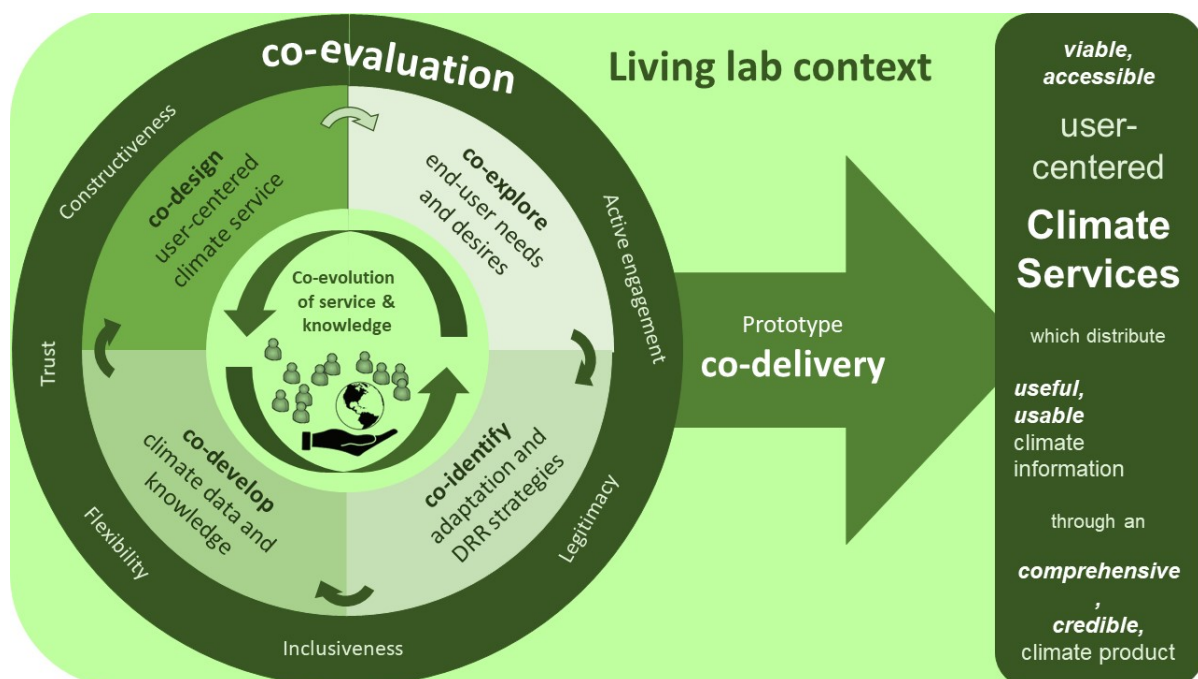 co-evaluation
Living lab context
Constructiveness
Active engagement
Legitimacy
Inclusiveness
Flexibility
Trust
co-design
user-centered
climate service
co-explore
end-user needs
and desires
co-identify
adaptation and
DRR strategies
co-develop
climate data and
knowledge
Co-evolution
of service &
knowledge
Prototype
co-delivery
viable,
accessible
user-
centered
Climate
Services
which distribute
useful,
usable
climate
information
through an
comprehensive
,
credible,
climate product